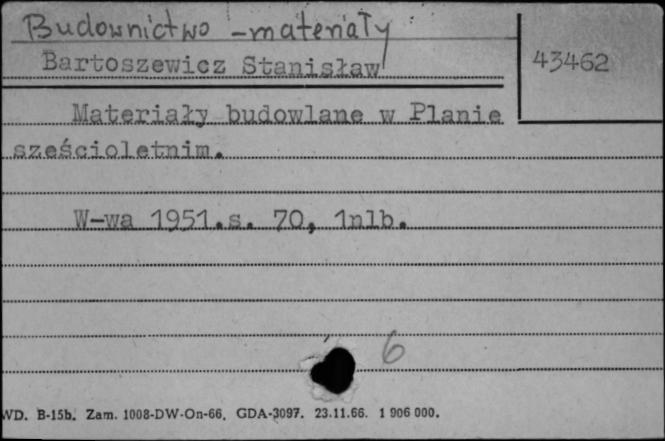 Budownictwo - materiały
Bartoszewicz Stanisław
43462
Materiały budowlane w Planie
sześcioletnim.
W-wa 1951.s. 70, 1nlb.
6
WD. B-15b. Zam. 1008-DW-On-66. GDA-3097. 23.11.66. 1 906 000.